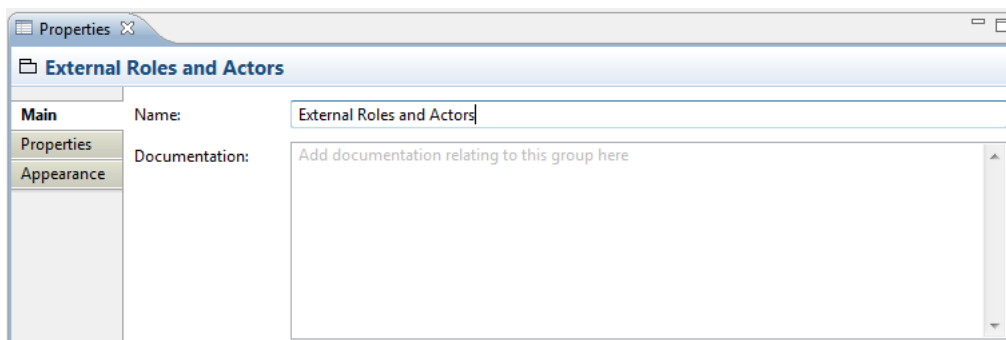 Properties
External Roles and Actors
Main
Name:
External Roles and Actors
Properties
Documentation:
Add documentation relating to this group here
Appearance